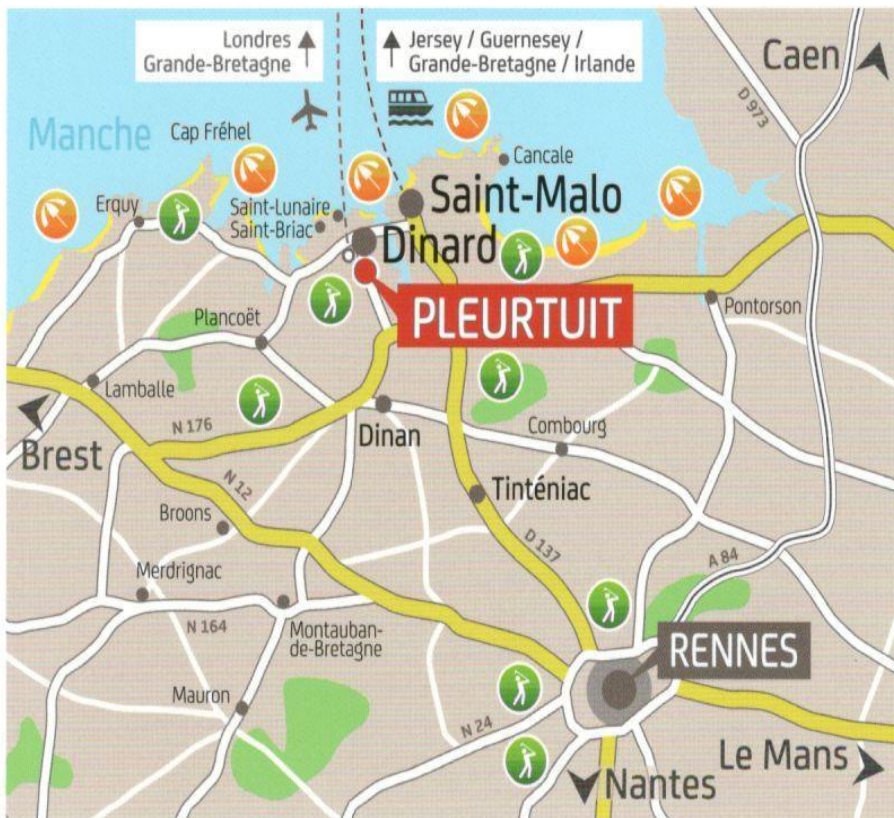 Londres
Grande-Bretagne
Jersey / Guernesey /
Grande-Bretagne / Irlande
Caen
D 973
Manche
Cap Fréhel
Cancale
Erquy
Saint-Lunaire
Saint-Briac
Saint-Malo
Dinard
PLEURTUIT
Pontorson
Plancoët
Lamballe
Brest
N 176
Dinan
Combourg
N 12
Tinténiac
Broons
D 137
A 84
Merdrignac
N 164
Montauban-
de-Bretagne
RENNES
Mauron
N 24
Nantes
Le Mans